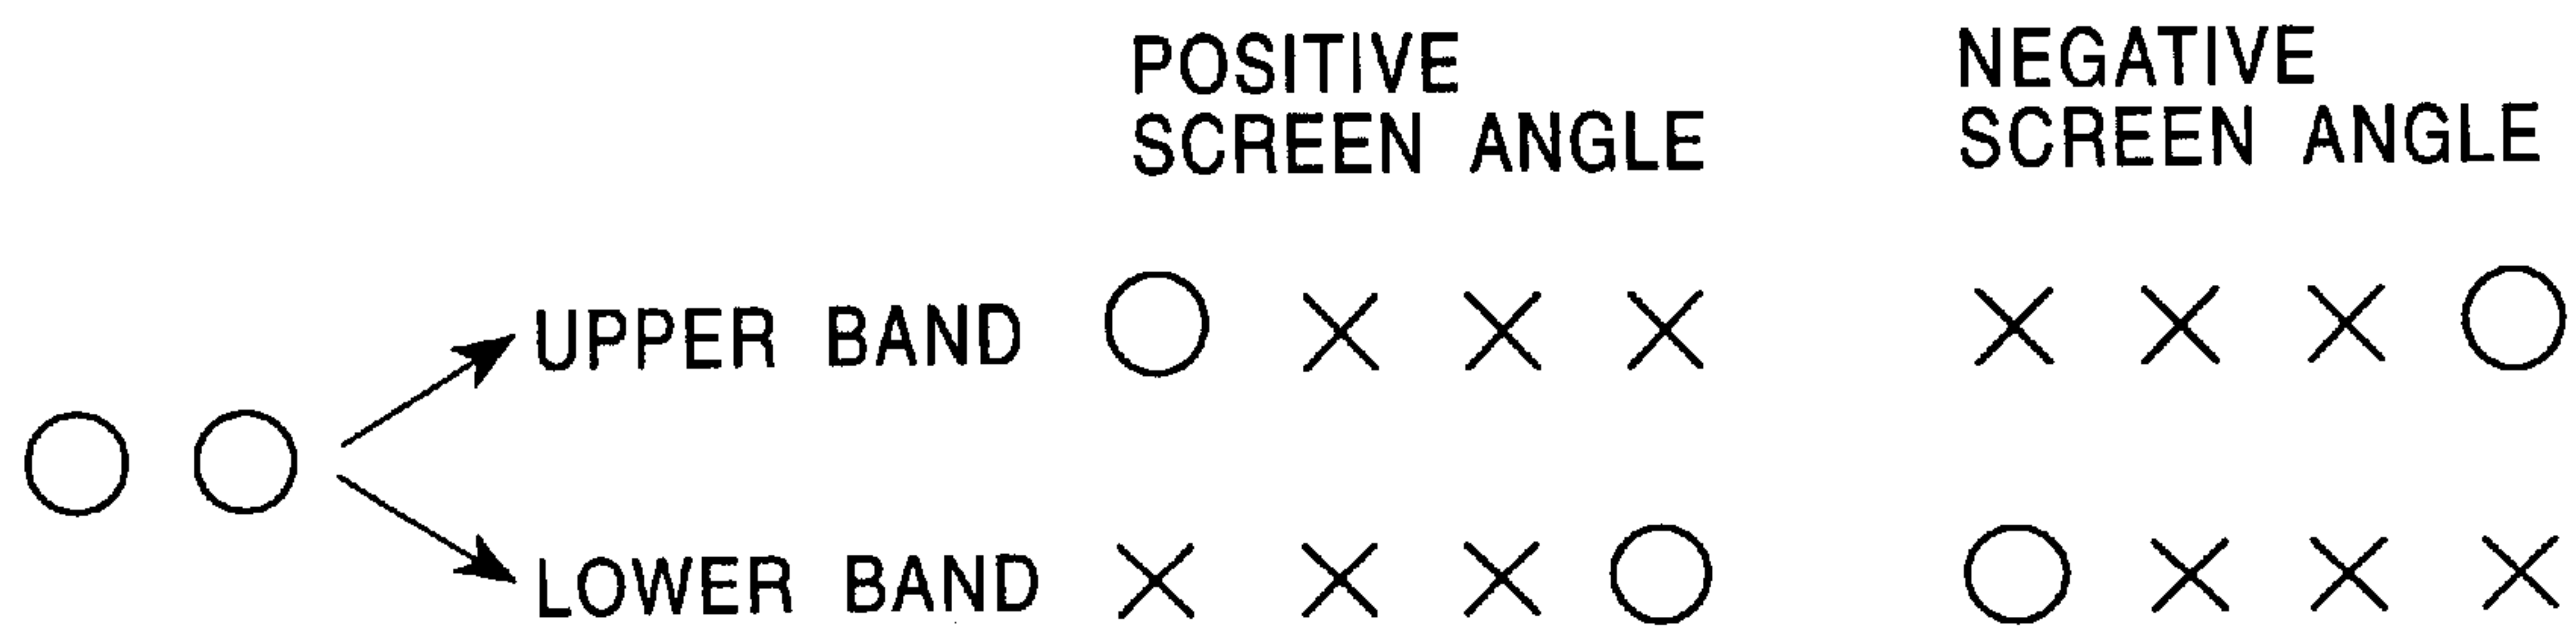 POSITIVE
SCREEN ANGLE
NEGATIVE
SCREEN ANGLE
UPPER BAND ○ × × × × × × ○
○ ○
LOWER BAND × × × ○ ○ × × ×